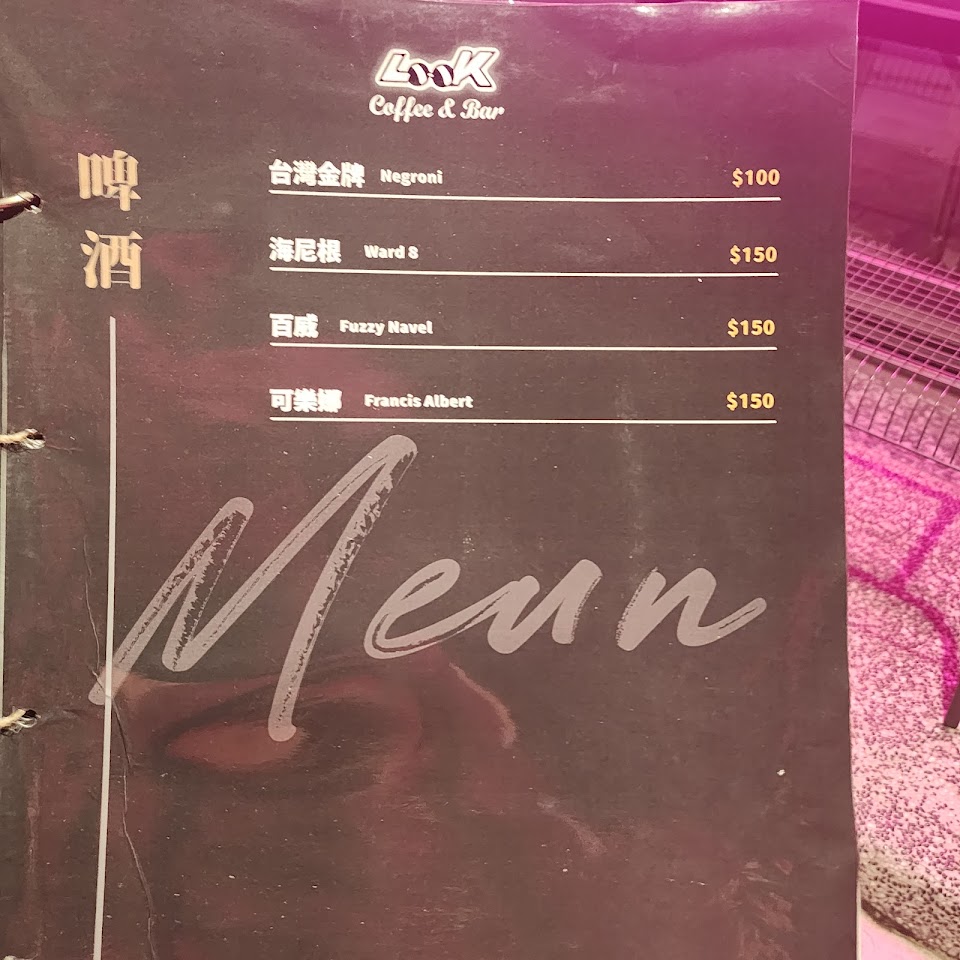 LooK
Coffee & Bar
啤酒
台灣金牌 Negroni $100
海尼根 Ward 8 $150
百威 Fuzzy Navel $150
可樂娜 Francis Albert $150
Meun